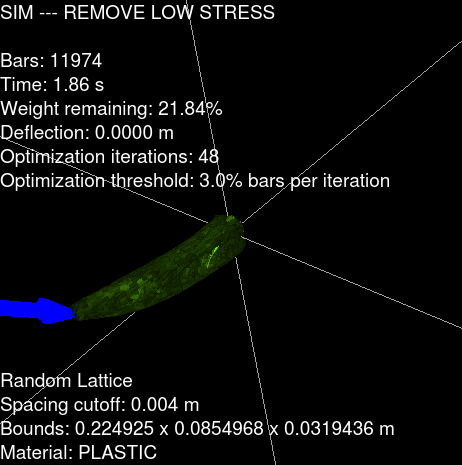 SIM --- REMOVE LOW STRESS
Bars: 11974
Time: 1.86 s
Weight remaining: 21.84%
Deflection: 0.0000 m
Optimization iterations: 48
Optimization threshold: 3.0% bars per iteration
Random Lattice
Spacing cutoff: 0.004 m
Bounds: 0.224925 x 0.0854968 x 0.0319436 m
Material: PLASTIC